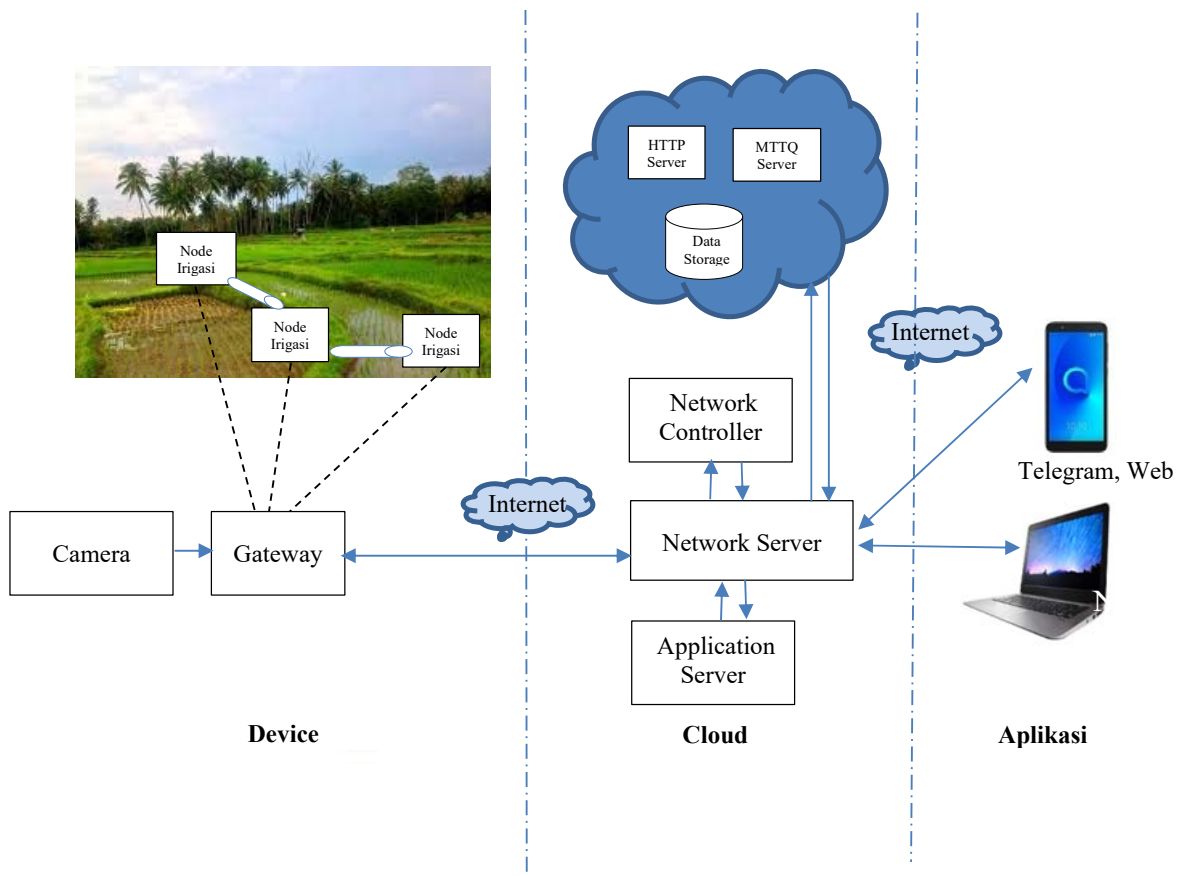 HTTP
Server
MTTQ
Server
Data
Storage
Node
Irigasi
Node
Irigasi
Node
Irigasi
Internet
Network
Controller
Telegram, Web
Internet
Camera
Gateway
Network Server
Application
Server
Device
Cloud
Aplikasi